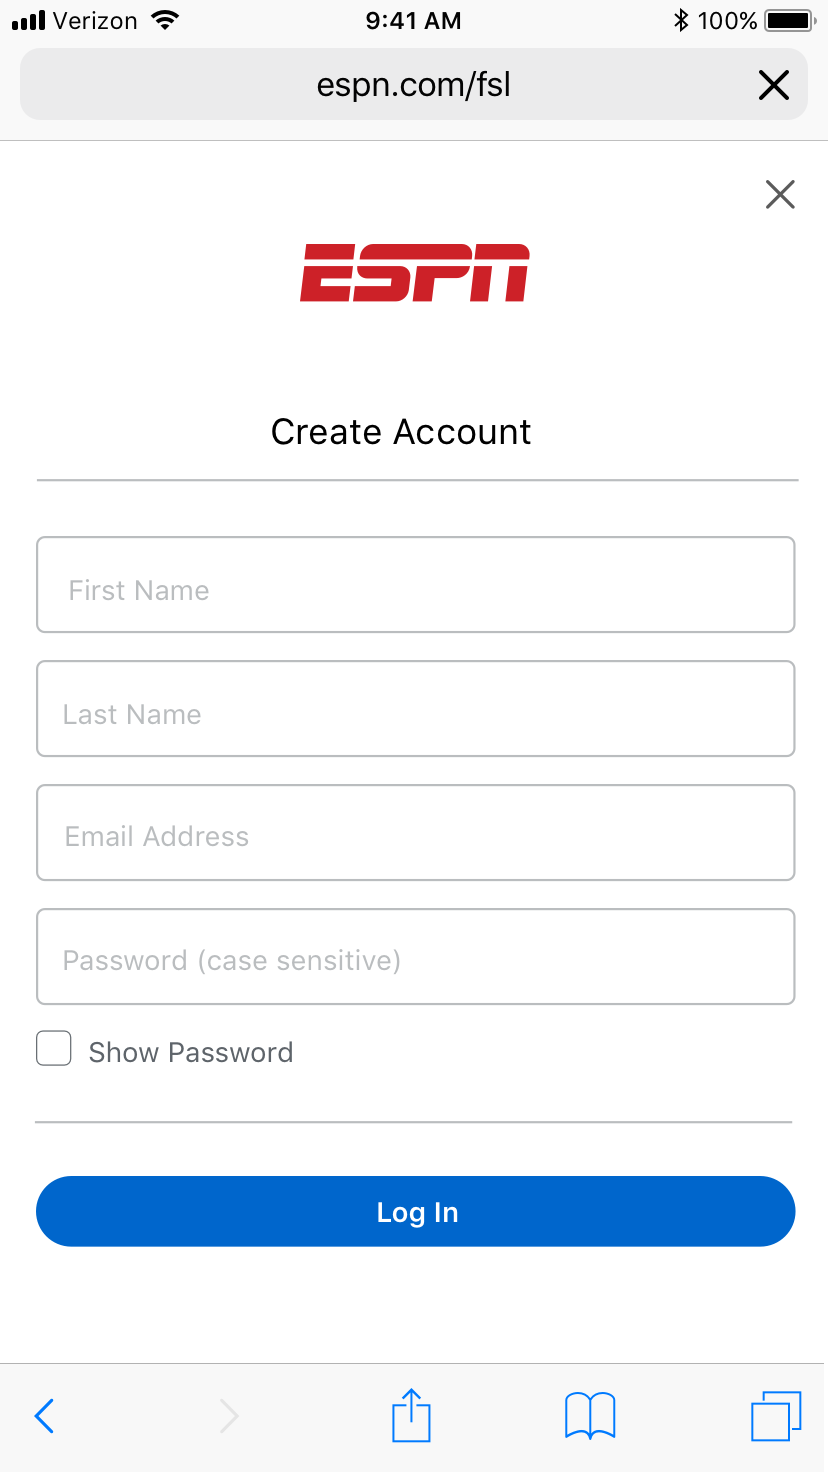 Verizon 9:41 AM 100%
espn.com/fsl
ESPN
Create Account
First Name
Last Name
Email Address
Password (case sensitive)
Show Password
Log In